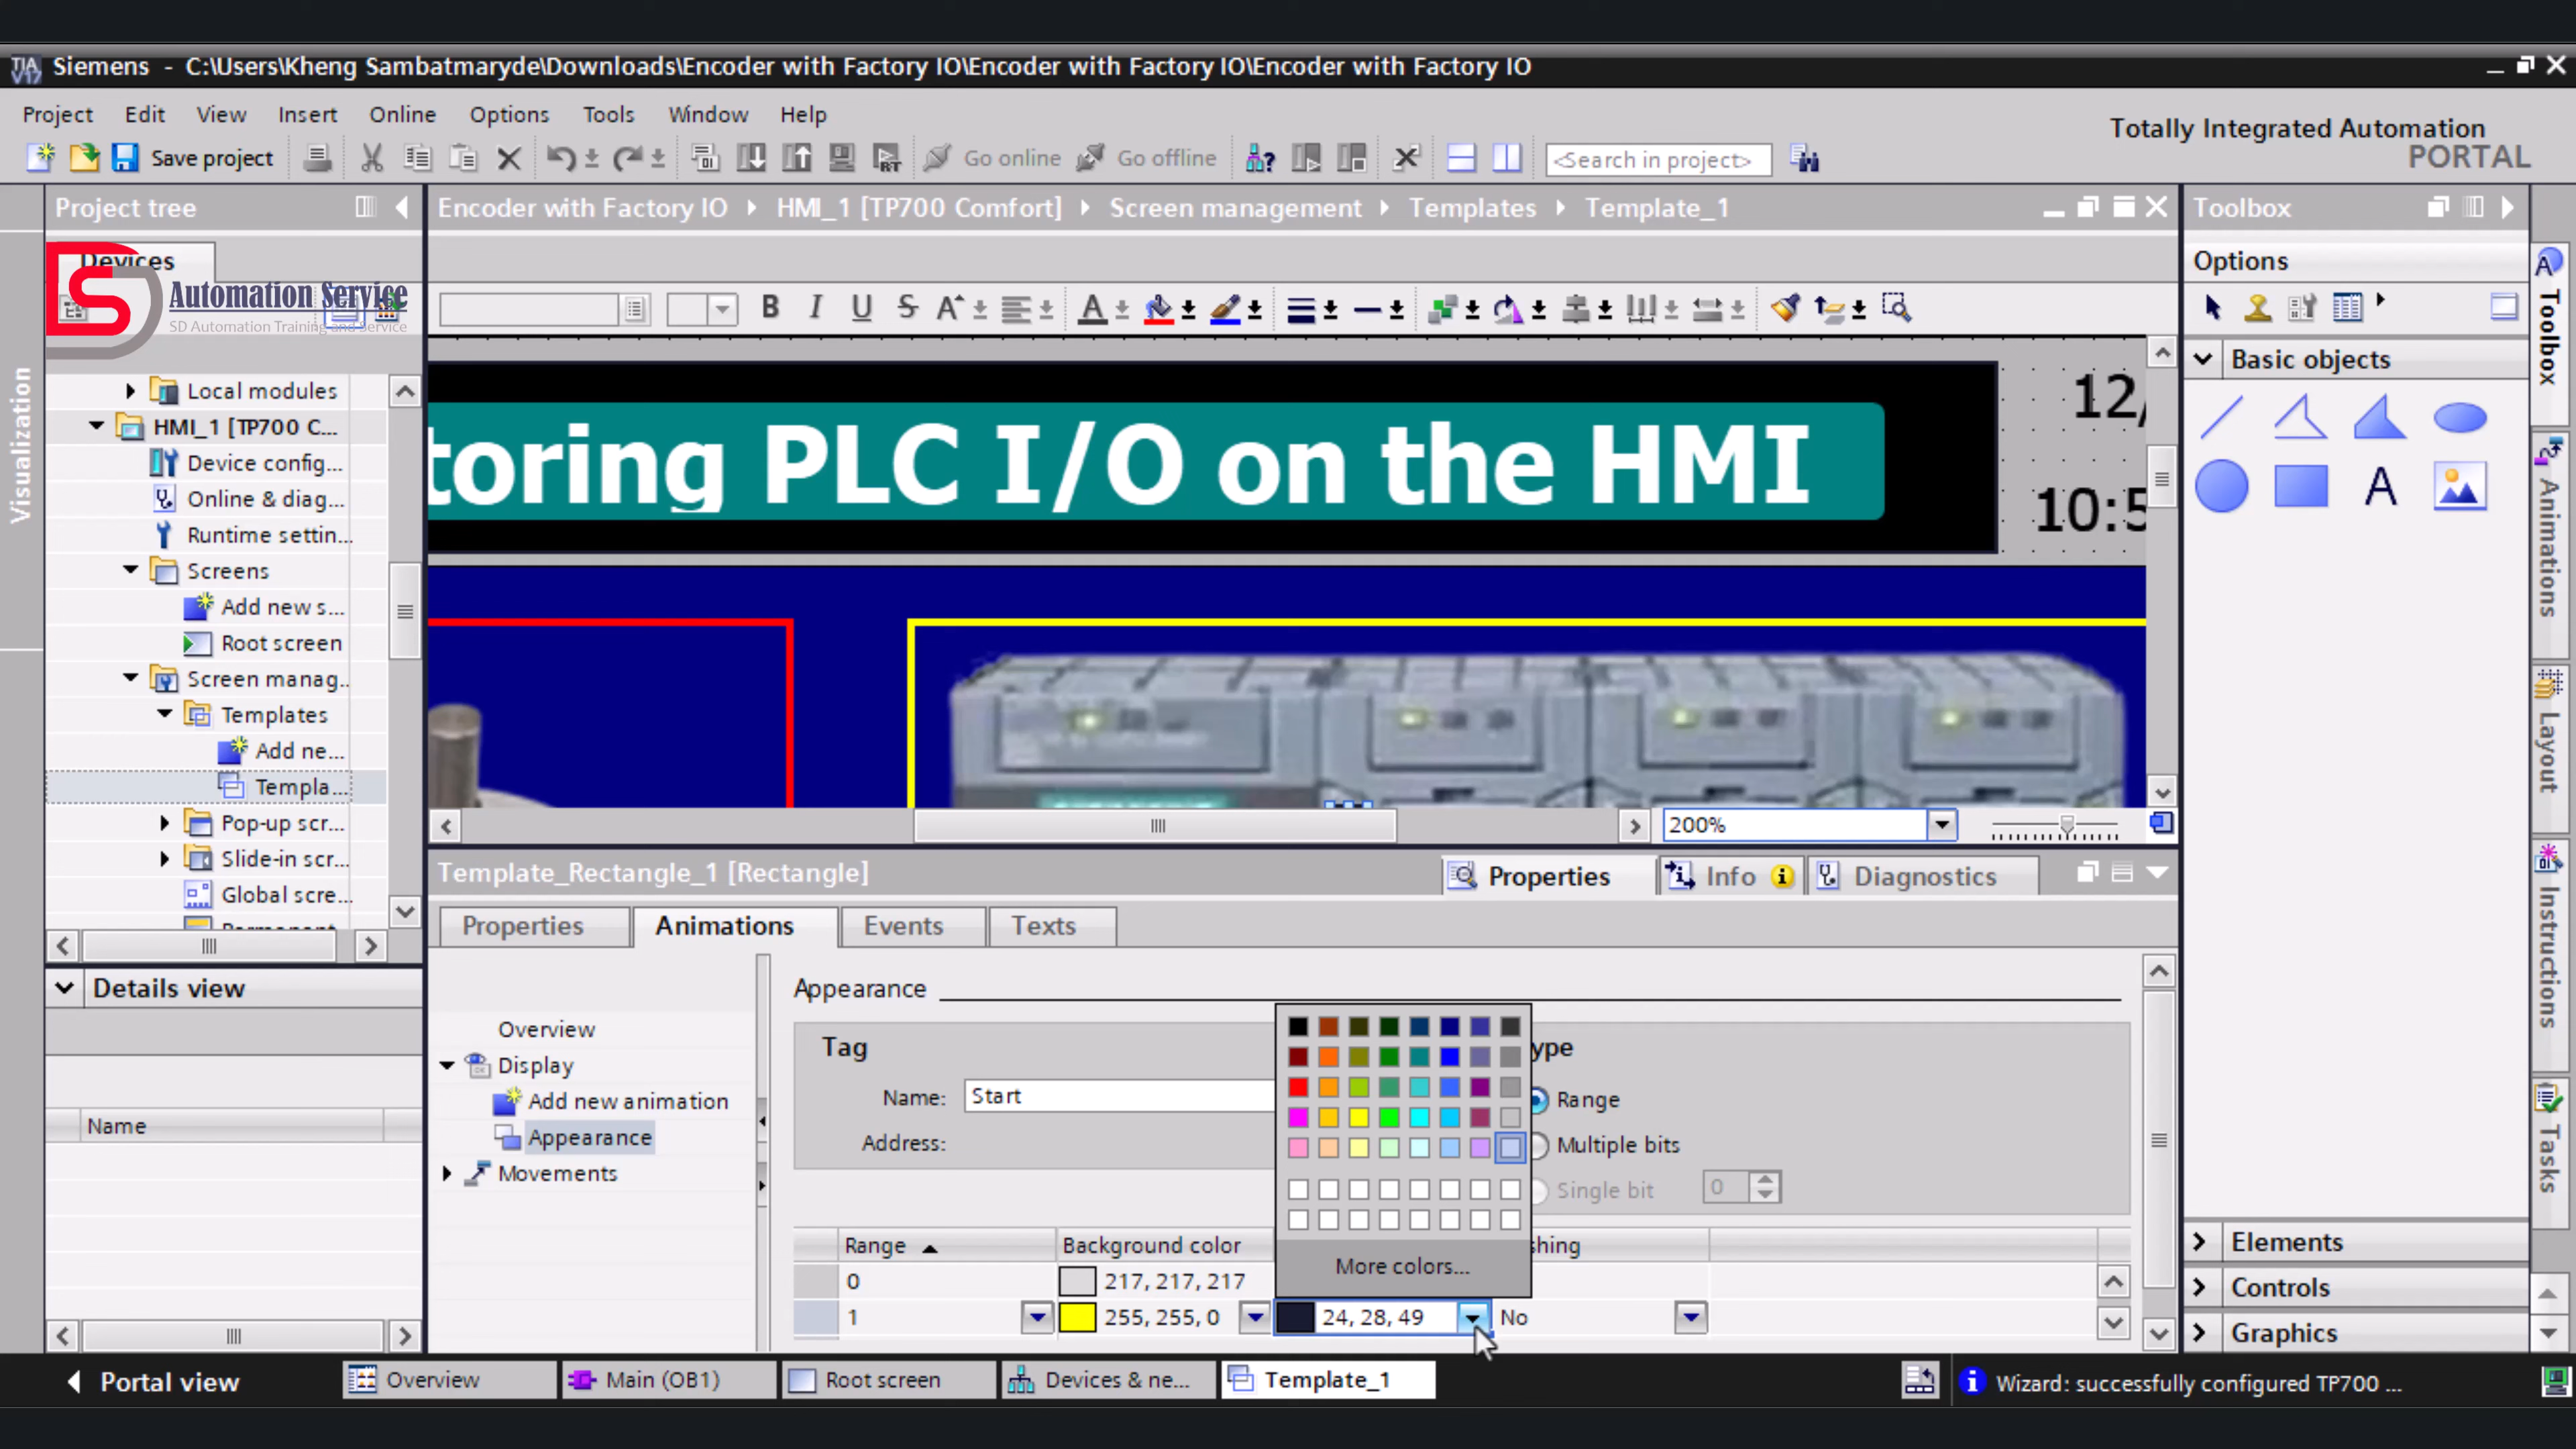 Siemens - C:\Users\Kheng Sambatmaryde\Downloads\Encoder with Factory IO\Encoder with Factory IO\Encoder with Factory IO
Project Edit View Insert Online Options Tools Window Help
Totally Integrated Automation
PORTAL
Save project
Go online
Go offline
<Search in project>
Project tree
Encoder with Factory IO
HMI_1 [TP700 Comfort]
Screen management
Templates
Template_1
Toolbox
Devices
Automation Service
SD Automation Training and Service
Options
B I U S A
Basic objects
Visualization
Local modules
HMI_1 [TP700 C...
Device config...
Online & diag...
Runtime settin...
Screens
Add new s...
Root screen
Screen manag...
Templates
Add ne...
Templa...
Pop-up scr...
Slide-in scr...
Global scre...
toring PLC I/O on the HMI
12/
10:5
200%
Toolbox
Animations
Layout
Instructions
Tasks
Template_Rectangle_1 [Rectangle]
Properties
Info
Diagnostics
Properties
Animations
Events
Texts
Details view
Name
Overview
Display
Add new animation
Appearance
Movements
Appearance
Tag
Name: Start
Address:
ype
Range
Multiple bits
Single bit 0
More colors...
Range
Background color
hing
0
217, 217, 217
1
255, 255, 0
24, 28, 49
No
Elements
Controls
Graphics
Portal view
Overview
Main (OB1)
Root screen
Devices & ne...
Template_1
Wizard: successfully configured TP700 ...